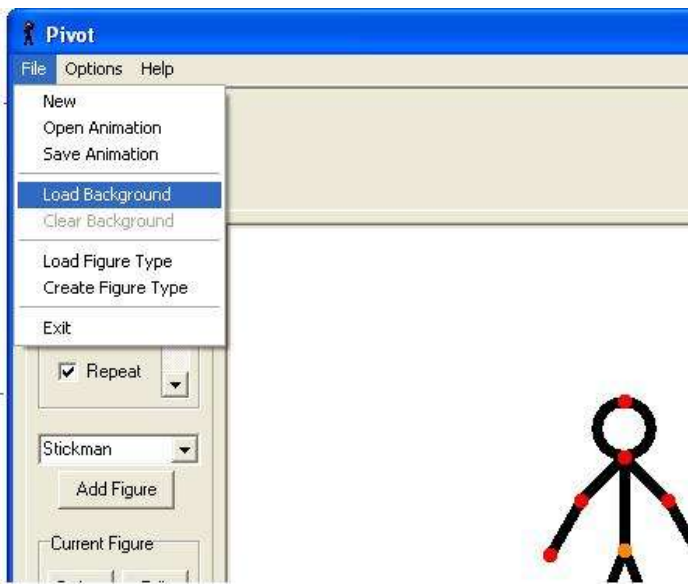 Pivot
File Options Help
New
Open Animation
Save Animation
Load Background
Clear Background
Load Figure Type
Create Figure Type
Exit
Repeat
Stickman
Add Figure
Current Figure